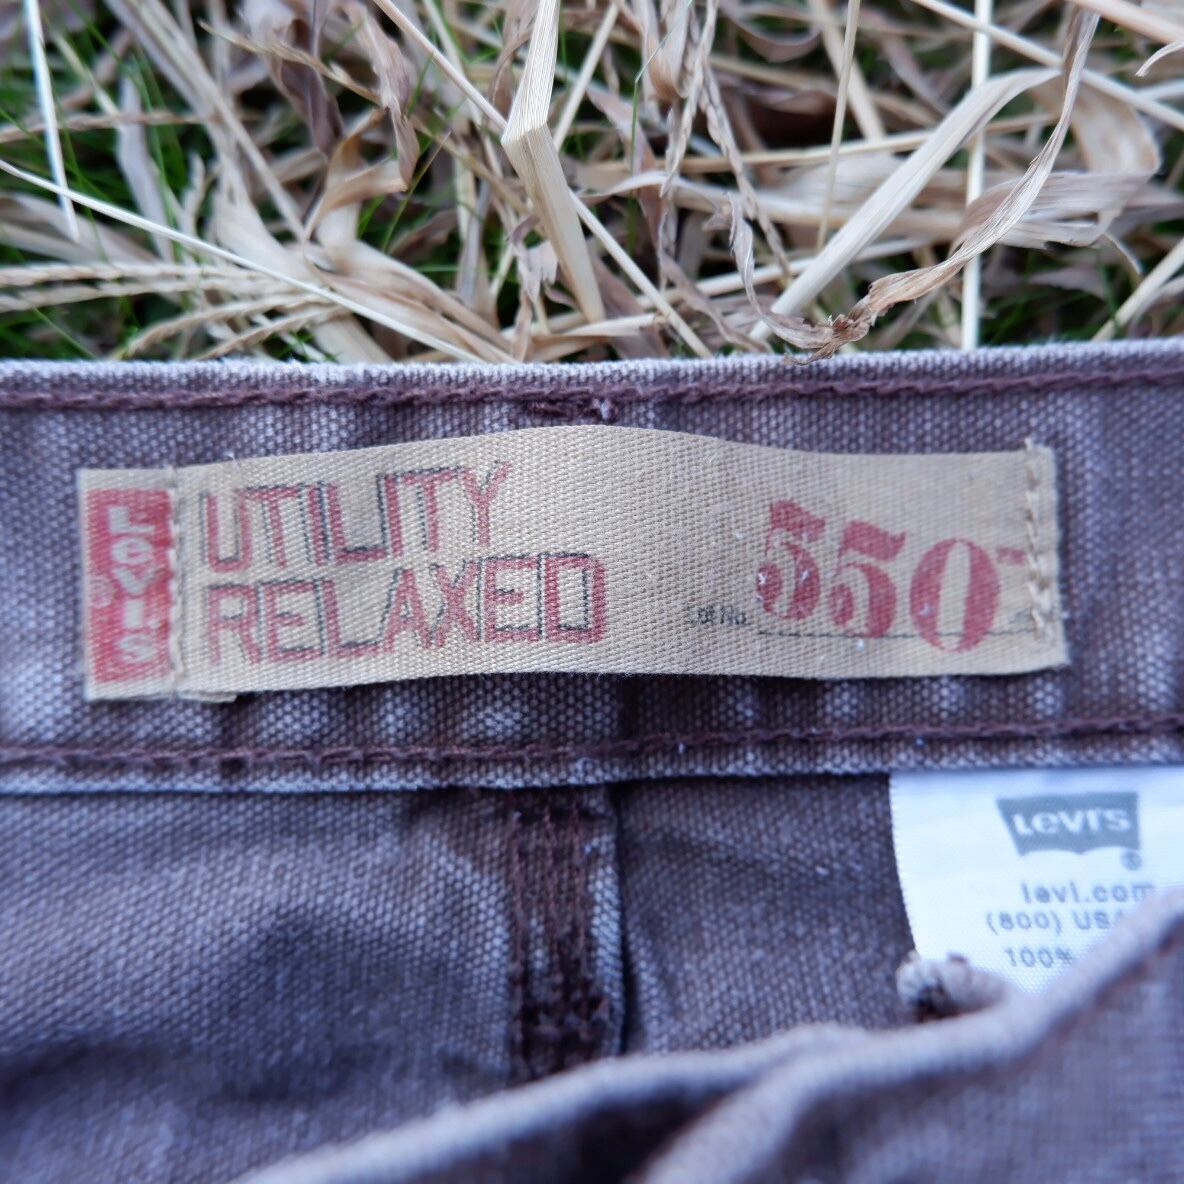 Levi's
UTILITY
RELAXED
Lot No. 550
Levi's ®
levi.com
(800) USA
100%